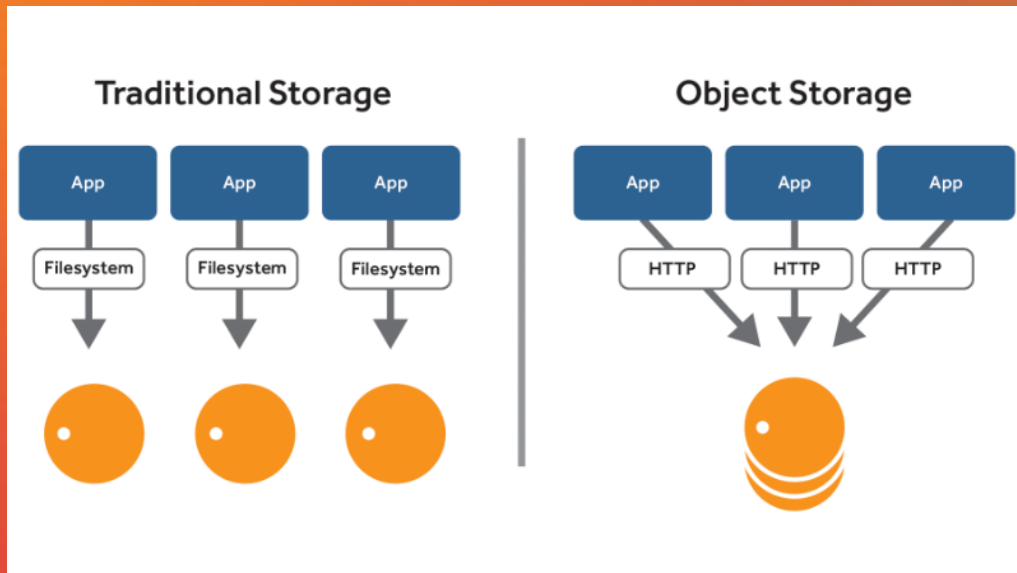 Traditional Storage
App
App
App
Filesystem
Filesystem
Filesystem
Object Storage
App
App
App
HTTP
HTTP
HTTP